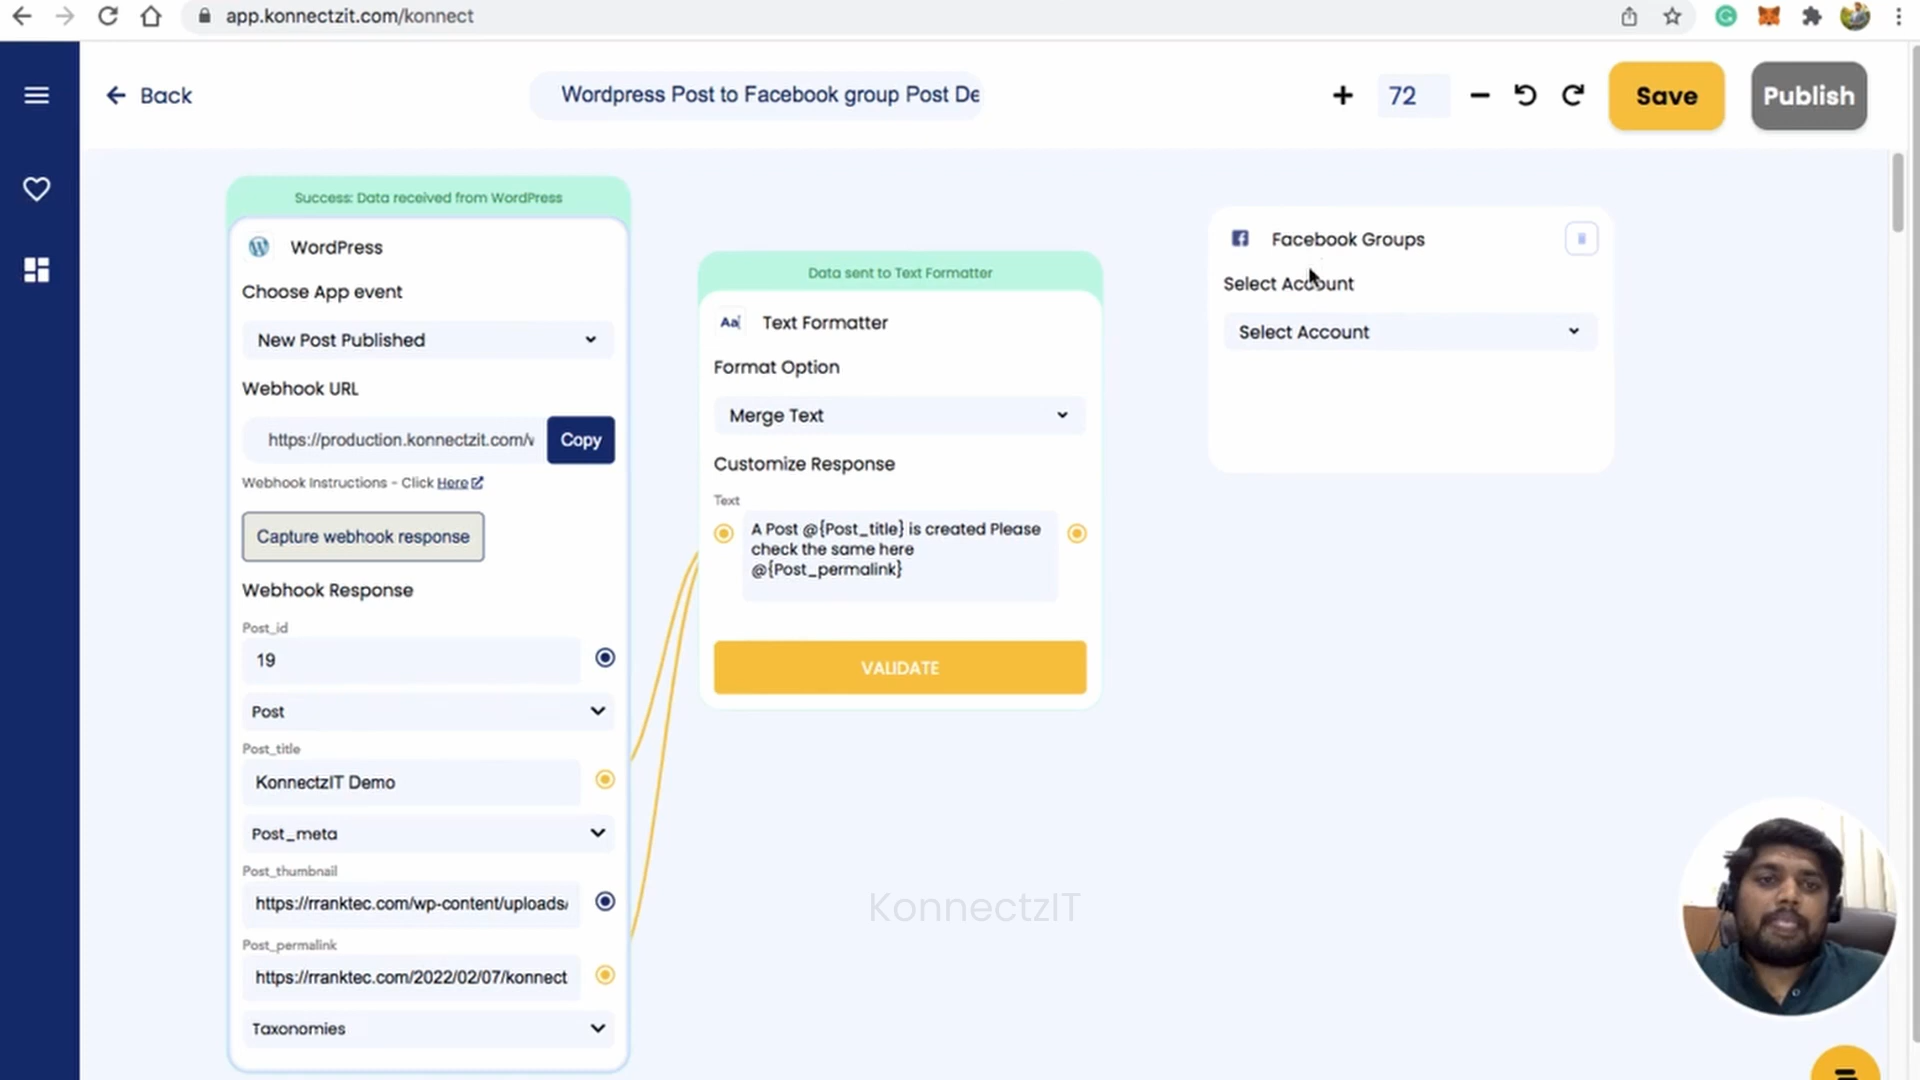 app.konnectzit.com/konnect
Back
Wordpress Post to Facebook group Post De
72
Save
Publish
Success: Data received from WordPress
WordPress
Choose App event
New Post Published
Webhook URL
https://production.konnectzit.com/v
Copy
Webhook Instructions - Click Here
Capture webhook response
Webhook Response
Post_id
19
Post
Post_title
KonnectzIT Demo
Post_meta
Post_thumbnail
https://rranktec.com/wp-content/uploads/
Post_permalink
https://rranktec.com/2022/02/07/konnect
Taxonomies
Data sent to Text Formatter
Aa
Text Formatter
Format Option
Merge Text
Customize Response
Text
A Post @{Post_title} is created Please
check the same here
@{Post_permalink}
VALIDATE
Facebook Groups
Select Account
Select Account
KonnectzIT